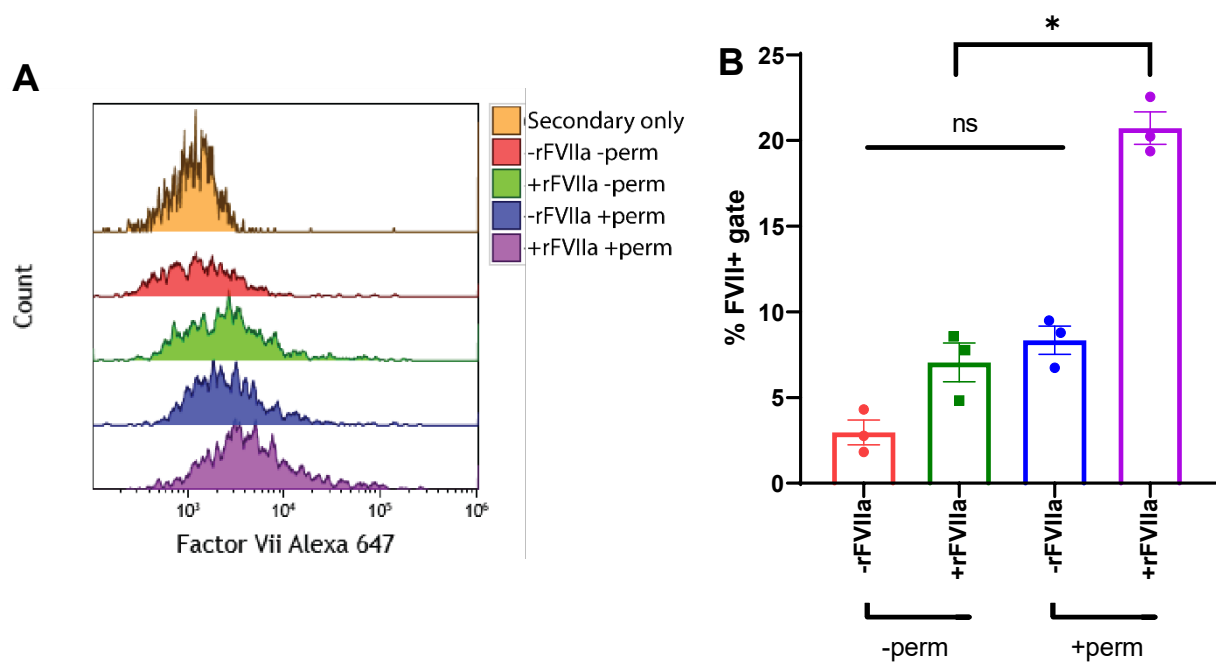 A
Count
10³
10⁴
10⁵
10⁶
Factor Vii Alexa 647
Secondary only
-rFVIIa -perm
+rFVIIa -perm
-rFVIIa +perm
+rFVIIa +perm
B
*
ns
% FVII+ gate
25
20
15
10
5
0
-rFVIIa
+rFVIIa
-rFVIIa
+rFVIIa
-perm
+perm